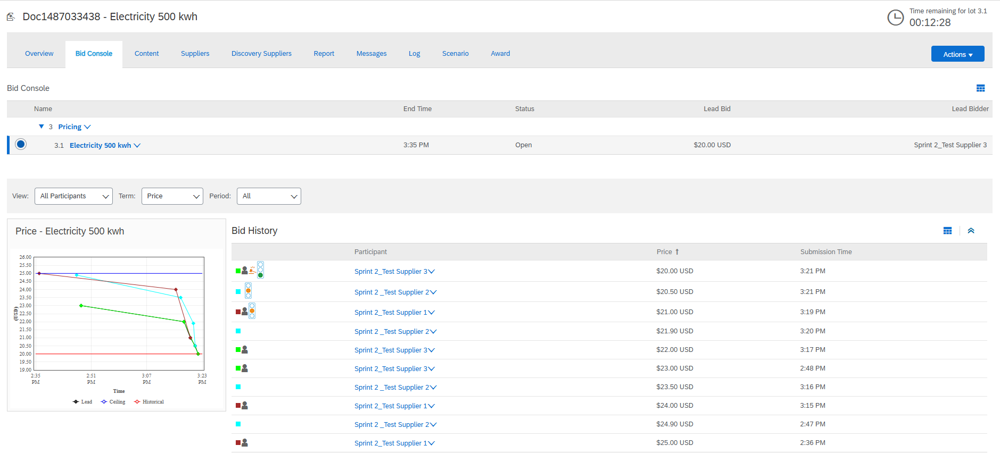 Doc1487033438 - Electricity 500 kwh
Time remaining for lot 3.1
00:12:28
Overview Bid Console Content Suppliers Discovery Suppliers Report Messages Log Scenario Award Actions
Bid Console
Name End Time Status Lead Bid Lead Bidder
3 Pricing
3.1 Electricity 500 kwh 3:35 PM Open $20.00 USD Sprint 2_Test Supplier 3
View: All Participants Term: Price Period: All
Price - Electricity 500 kwh
26.00
25.50
25.00
24.50
24.00
23.50
23.00
22.50
22.00
21.50
21.00
20.50
20.00
19.50
19.00
(USD)
2:35 PM 2:51 PM 3:07 PM 3:23 PM
Time
Lead Ceiling Historical
Bid History
Participant Price ↑ Submission Time
Sprint 2_Test Supplier 3 $20.00 USD 3:21 PM
Sprint 2 _Test Supplier 2 $20.50 USD 3:21 PM
Sprint 2_Test Supplier 1 $21.00 USD 3:19 PM
Sprint 2 _Test Supplier 2 $21.90 USD 3:20 PM
Sprint 2_Test Supplier 3 $22.00 USD 3:17 PM
Sprint 2_Test Supplier 3 $23.00 USD 2:48 PM
Sprint 2 _Test Supplier 2 $23.50 USD 3:16 PM
Sprint 2_Test Supplier 1 $24.00 USD 3:15 PM
Sprint 2 _Test Supplier 2 $24.90 USD 2:47 PM
Sprint 2_Test Supplier 1 $25.00 USD 2:36 PM